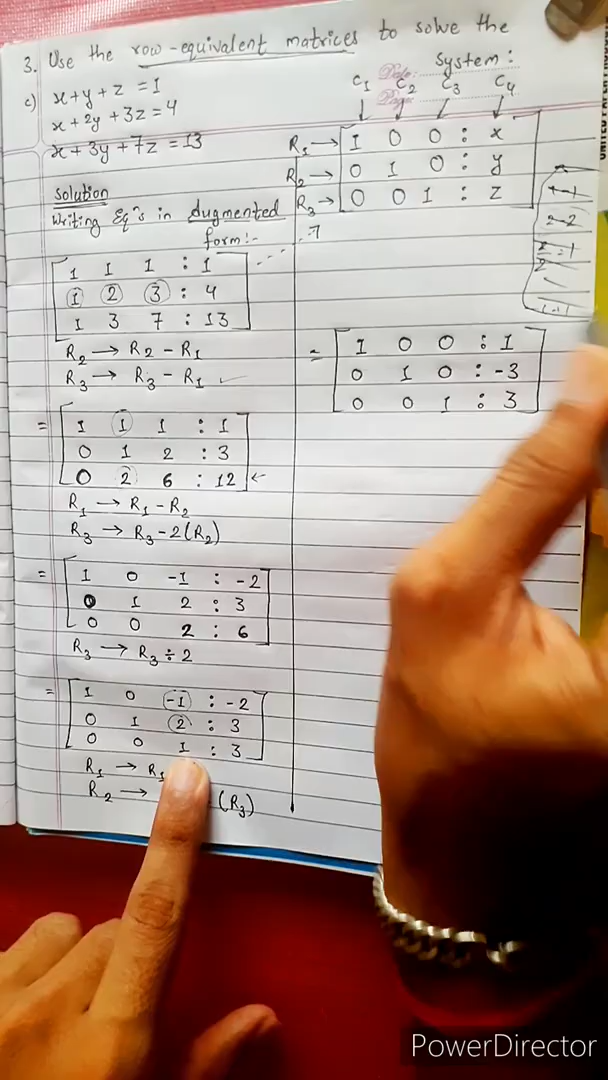 3. Use the row-equivalent matrices to solve the
System:
c) x+y+z=1
x+2y+3z=4
x+3y+7z=13
Solution
Writing Eq's in Augmented
form:-
1 1 1 : 1
1 2 3 : 4
1 3 7 : 13
R2 → R2 - R1
R3 → R3 - R1
= 1 1 1 : 1
0 1 2 : 3
0 2 6 : 12 ←
R1 → R1 - R2
R3 → R3 - 2(R2)
= 1 0 -1 : -2
0 1 2 : 3
0 0 2 : 6
R3 → R3 ÷ 2
= 1 0 -1 : -2
0 1 2 : 3
0 0 1 : 3
R1 → R1
R2 → (R3)
Date:
Page:
C1 C2 C3 C4
R1 → 1 0 0 : x
R2 → 0 1 0 : y
R3 → 0 0 1 : z
= 1 0 0 : 1
0 1 0 : -3
0 0 1 : 3
PowerDirector